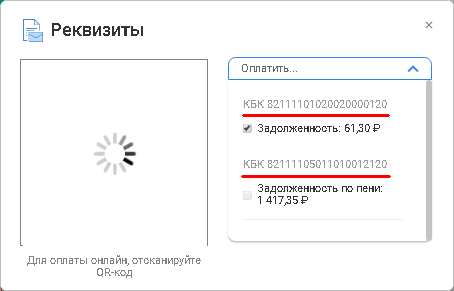 Реквизиты
×
Оплатить...
КБК 82111101020020000120
Задолженность: 61,30 ₽
КБК 82111105011010012120
Задолженность по пени:
1 417,35 ₽
Для оплаты онлайн, отсканируйте
QR-код